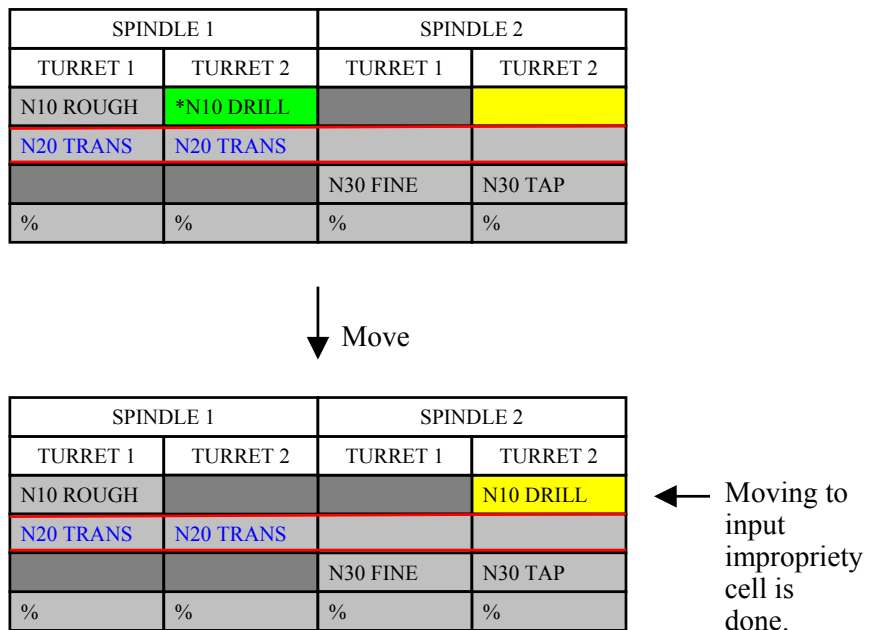 SPINDLE 1 SPINDLE 2
TURRET 1 TURRET 2 TURRET 1 TURRET 2
N10 ROUGH *N10 DRILL
N20 TRANS N20 TRANS
N30 FINE N30 TAP
% % % %
Move
SPINDLE 1 SPINDLE 2
TURRET 1 TURRET 2 TURRET 1 TURRET 2
N10 ROUGH N10 DRILL
N20 TRANS N20 TRANS
N30 FINE N30 TAP
% % % %
Moving to
input
impropriety
cell is
done.